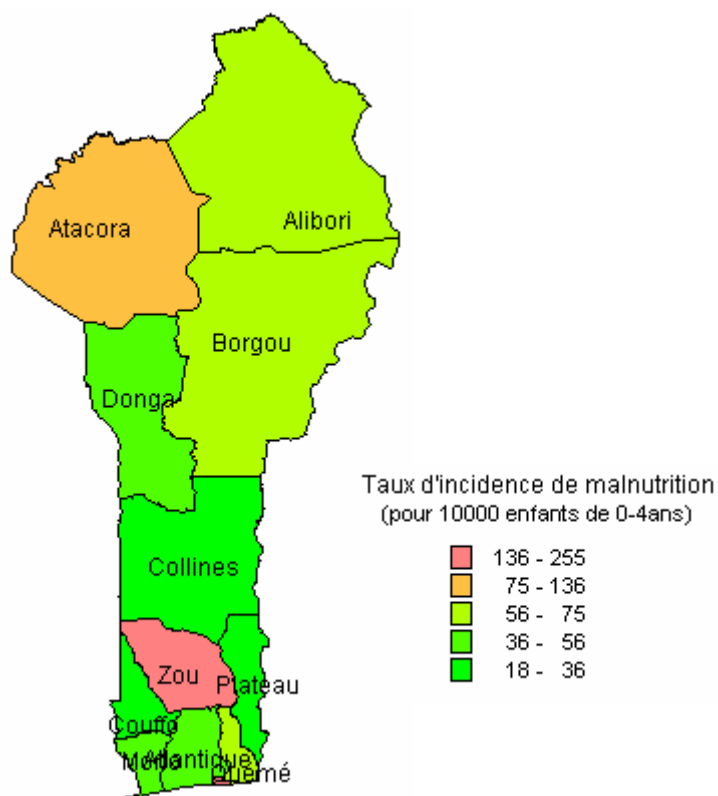 Alibori
Atacora
Borgou
Donga
Taux d'incidence de malnutrition
(pour 10000 enfants de 0-4ans)
136 - 255
75 - 136
56 - 75
36 - 56
18 - 36
Collines
Zou
Plateau
Couffo
Mono
Atlantique
Ouémé